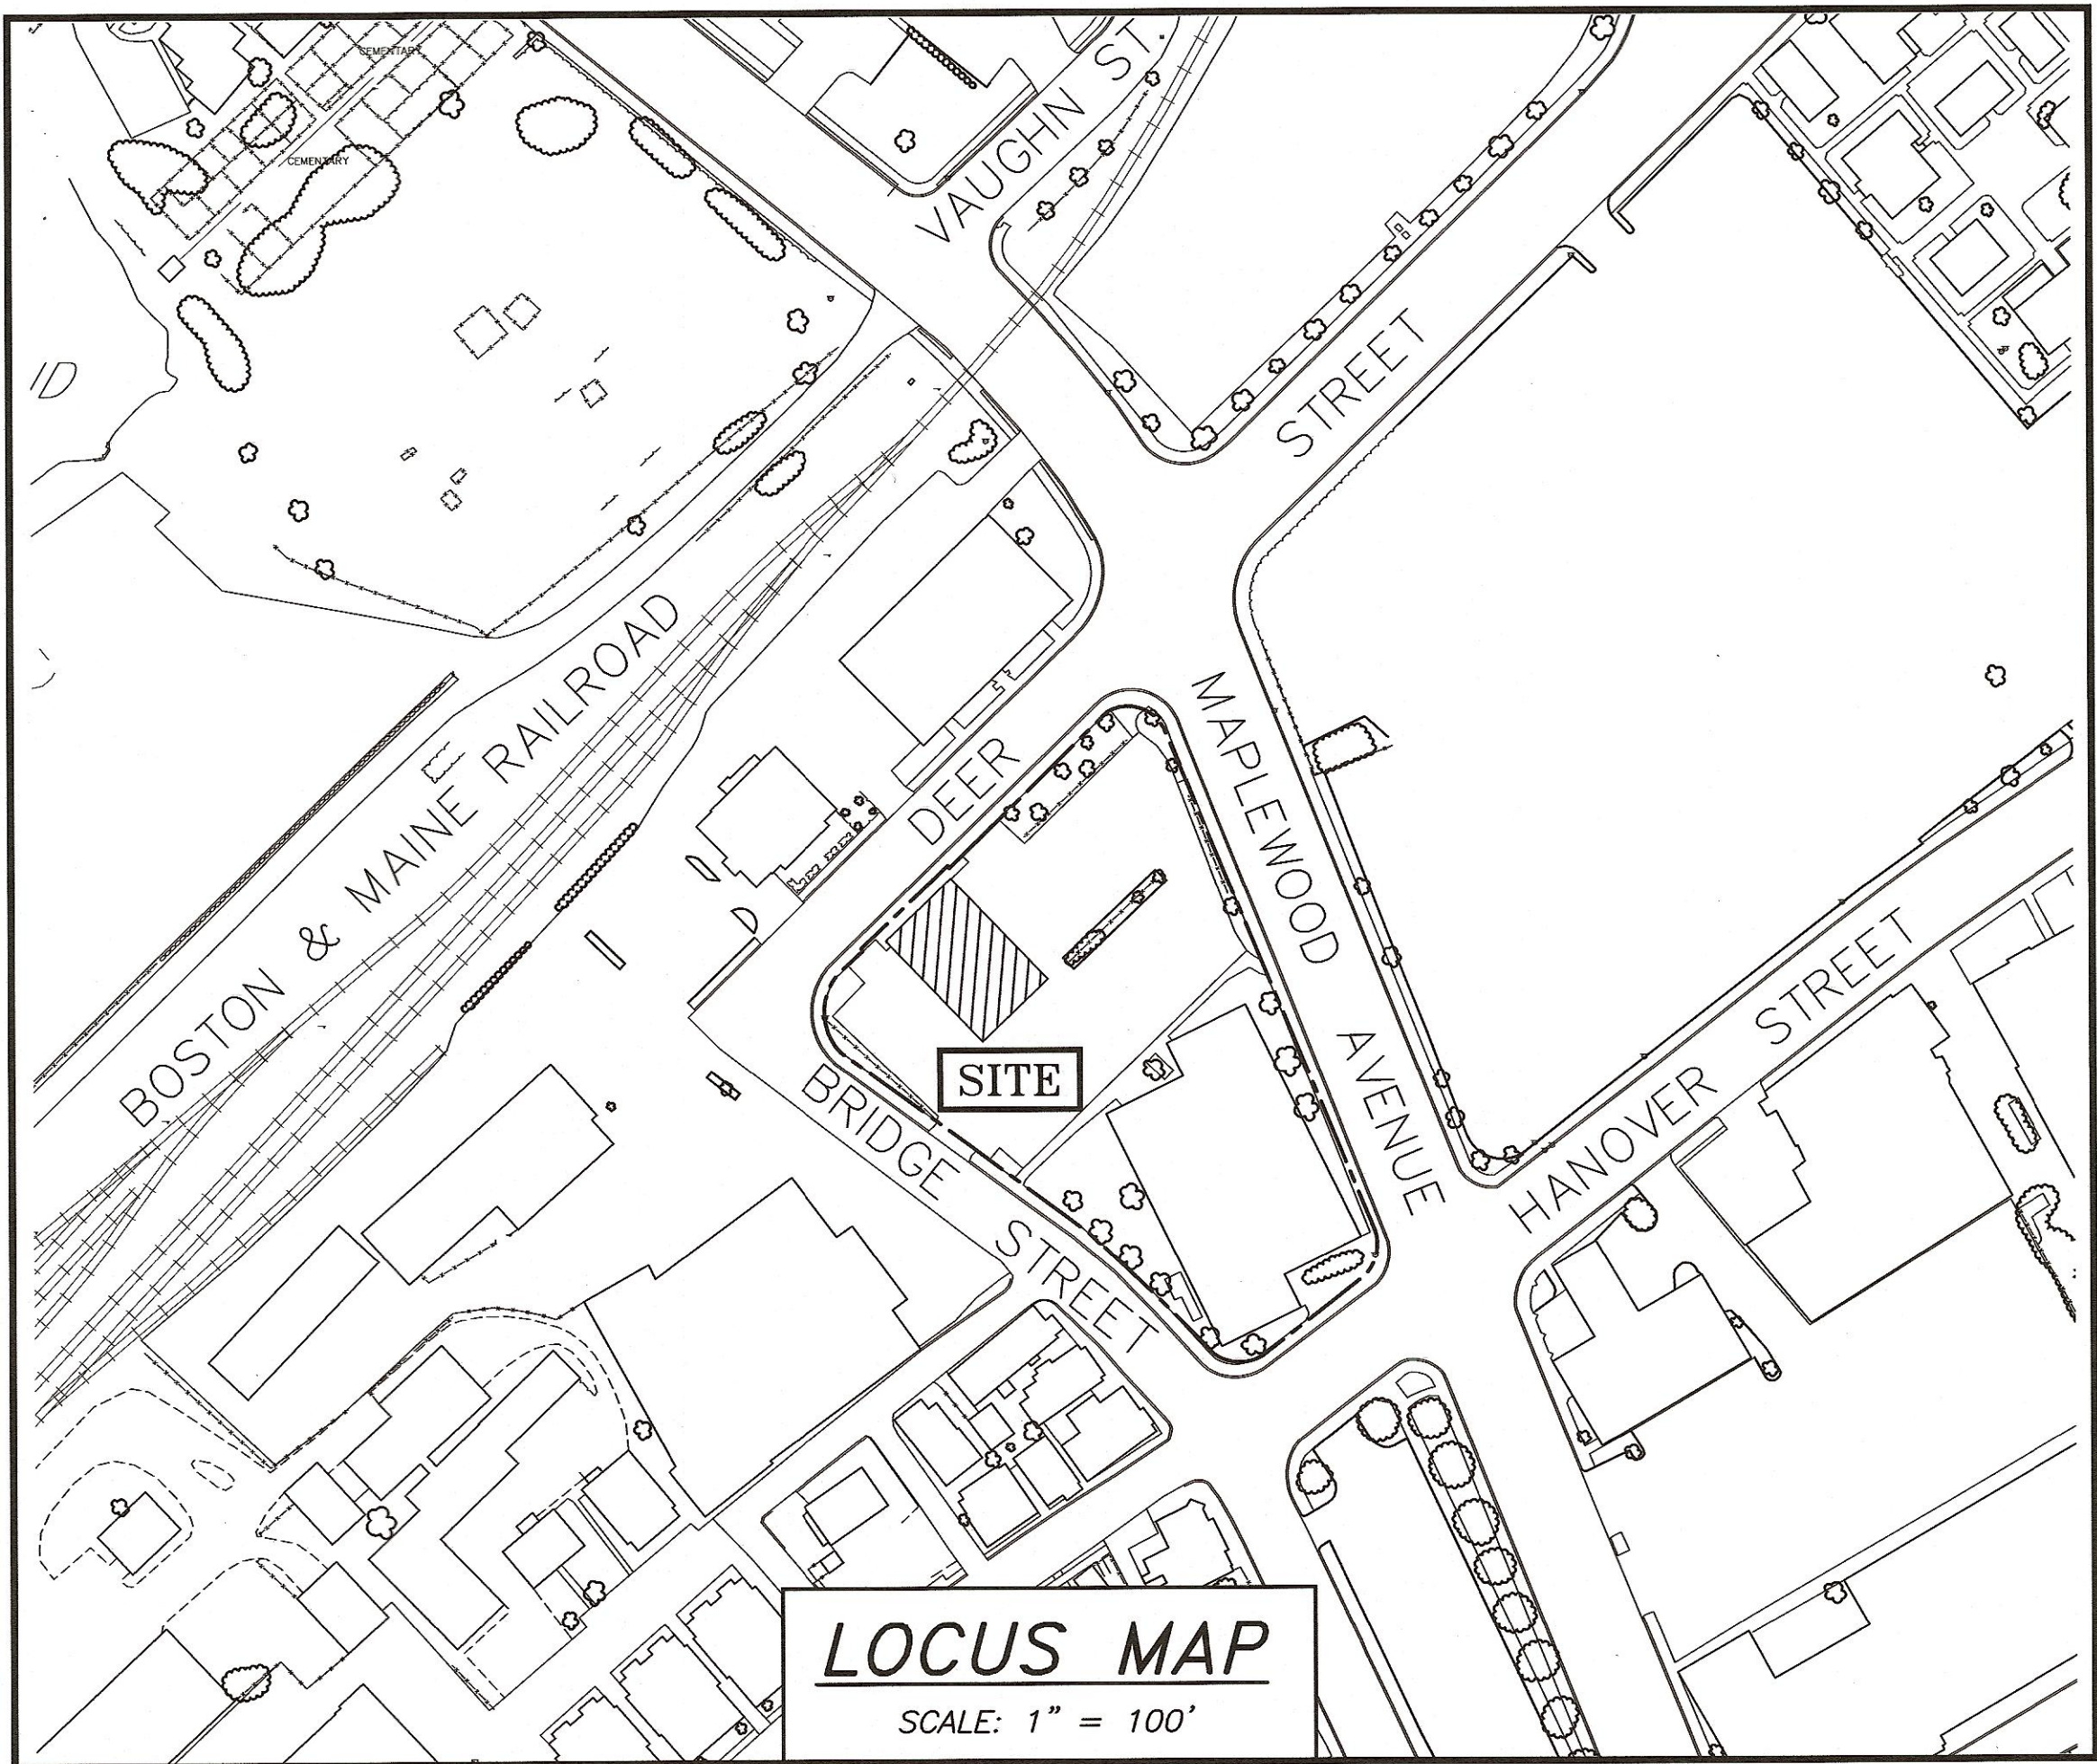 CEMENTARY
CEMENTARY
VAUGHN ST.
STREET
BOSTON & MAINE RAILROAD
DEER
MAPLEWOOD AVENUE
HANOVER STREET
BRIDGE STREET
SITE
LOCUS MAP
SCALE: 1" = 100'